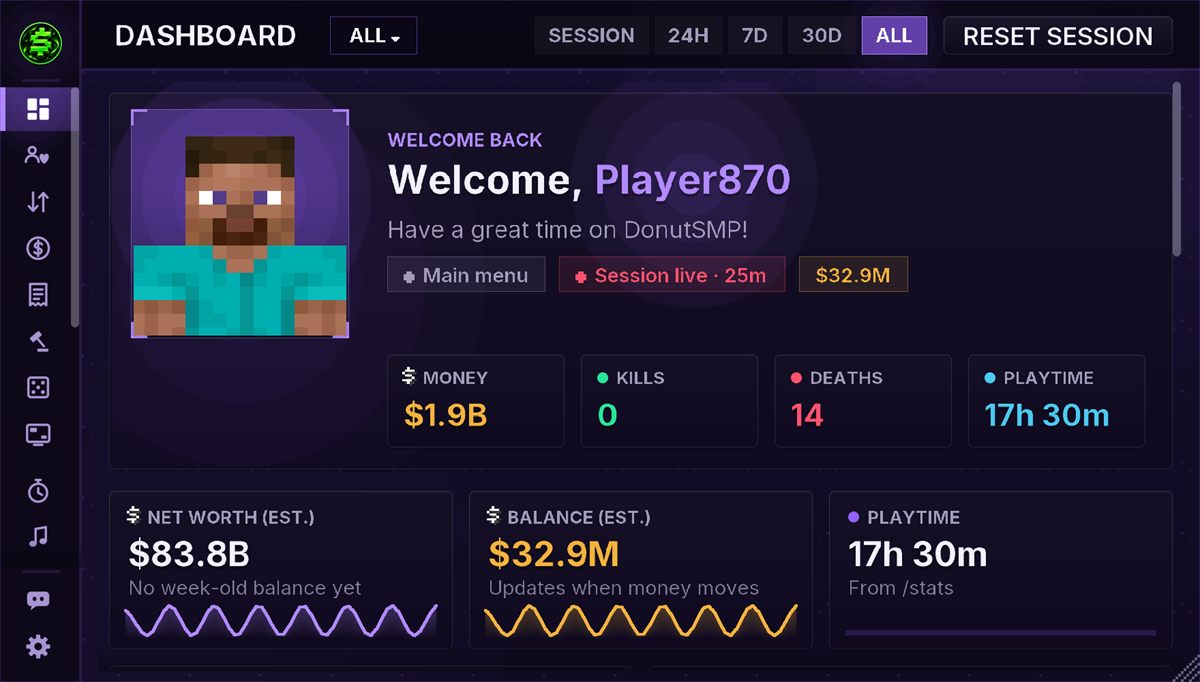 DASHBOARD
ALL
SESSION 24H 7D 30D ALL
RESET SESSION
WELCOME BACK
Welcome, Player870
Have a great time on DonutSMP!
Main menu
Session live · 25m
$32.9M
MONEY
$1.9B
KILLS
0
DEATHS
14
PLAYTIME
17h 30m
NET WORTH (EST.)
$83.8B
No week-old balance yet
BALANCE (EST.)
$32.9M
Updates when money moves
PLAYTIME
17h 30m
From /stats